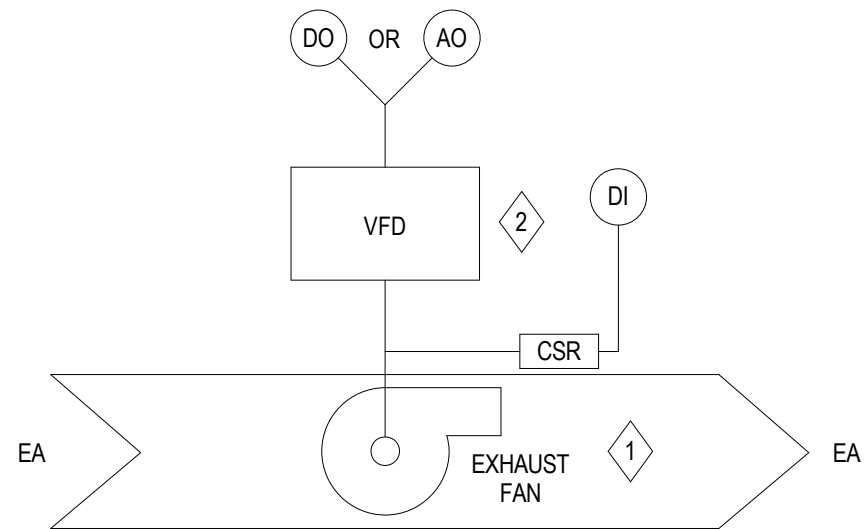 DO OR AO
VFD
2
DI
CSR
EA
EXHAUST
FAN
1
EA